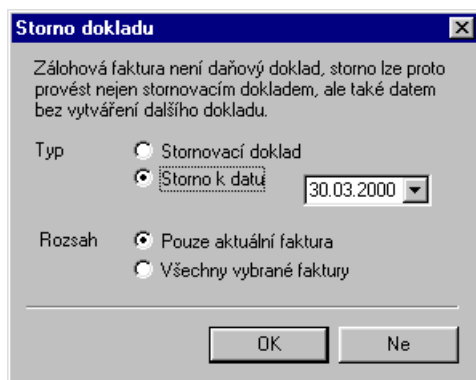 Storno dokladu
Zálohová faktura není daňový doklad, storno lze proto
provést nejen stornovacím dokladem, ale také datem
bez vytváření dalšího dokladu.
Typ
Stornovací doklad
Storno k datu
30.03.2000
Rozsah
Pouze aktuální faktura
Všechny vybrané faktury
OK
Ne